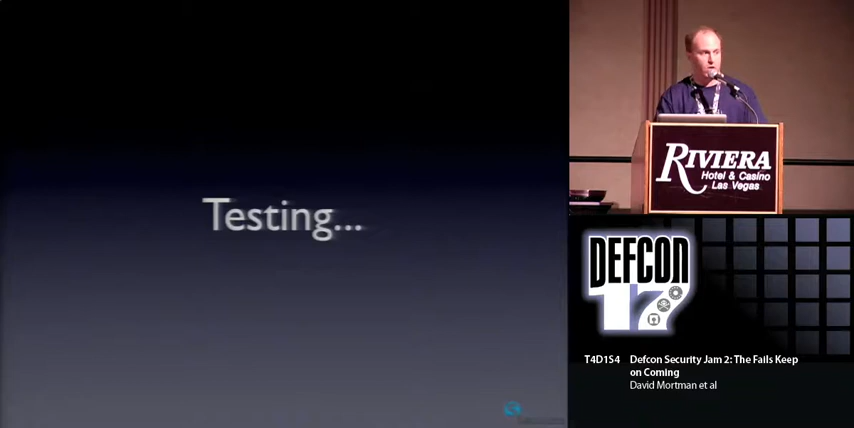 Testing...
RIVIERA
Hotel & Casino
Las Vegas
DEFCON
17
T4D1S4 Defcon Security Jam 2: The Fails Keep
on Coming
David Mortman et al